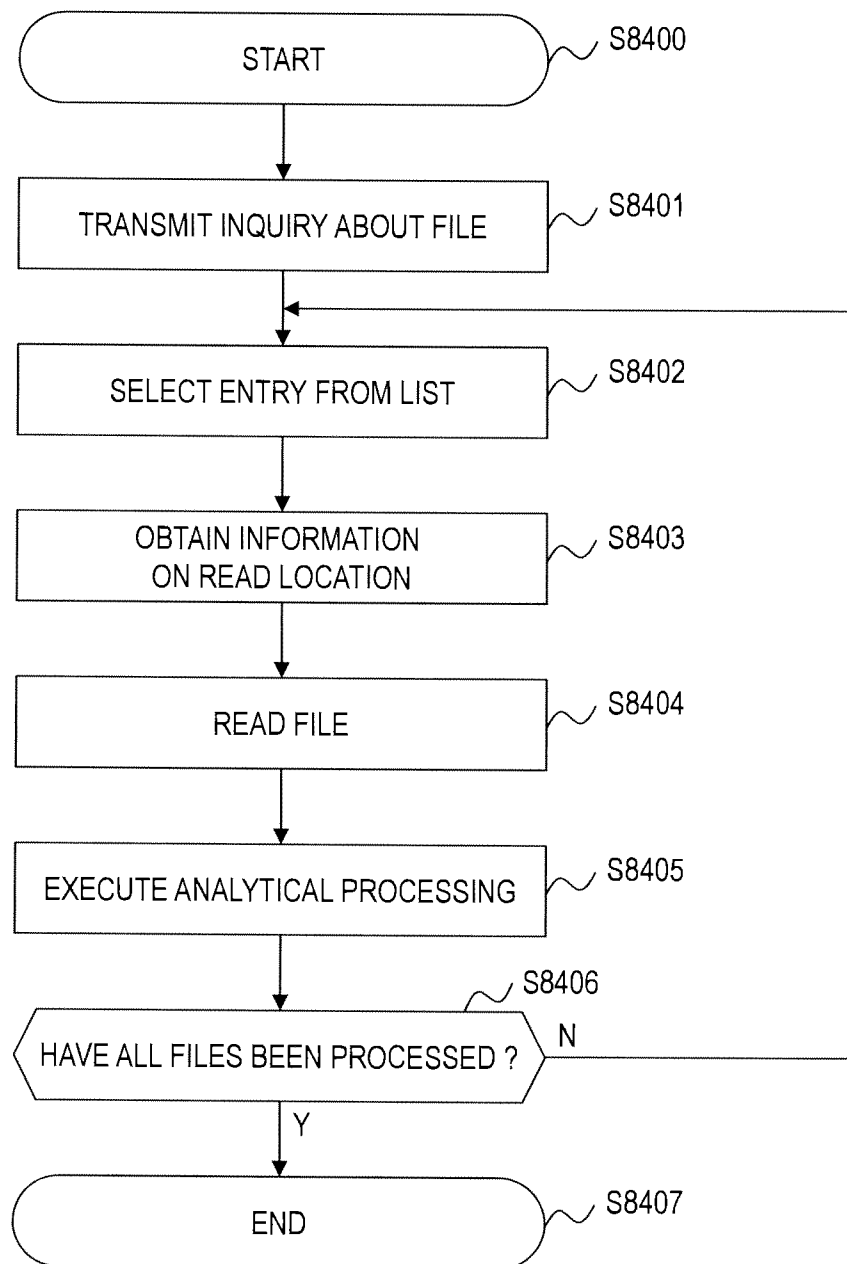 START
S8400
TRANSMIT INQUIRY ABOUT FILE
S8401
SELECT ENTRY FROM LIST
S8402
OBTAIN INFORMATION
ON READ LOCATION
S8403
READ FILE
S8404
EXECUTE ANALYTICAL PROCESSING
S8405
S8406
HAVE ALL FILES BEEN PROCESSED ?
N
Y
END
S8407